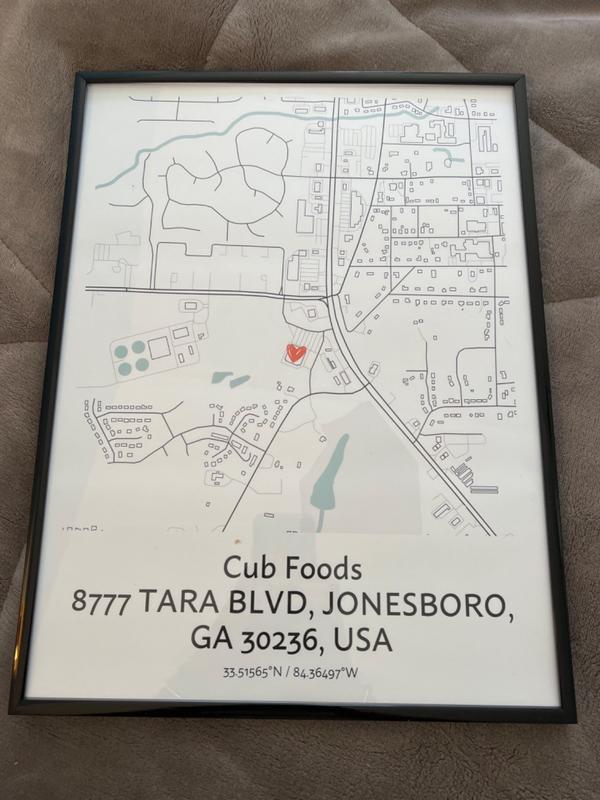 Cub Foods
8777 TARA BLVD, JONESBORO,
GA 30236, USA
33.51565°N / 84.36497°W